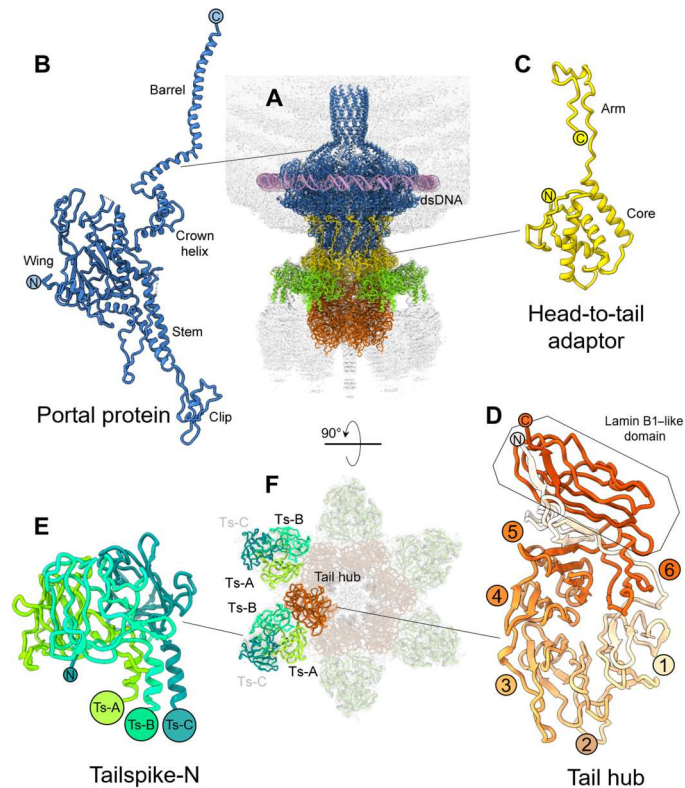 B
C
Barrel
Crown
helix
Wing
N
Stem
Clip
Portal protein
A
dsDNA
C
Arm
C
N
Core
Head-to-tail
adaptor
90°
D
Lamin B1–like
domain
C
N
5
6
4
1
3
2
Tail hub
E
N
Ts-A
Ts-B
Ts-C
Tailspike-N
F
Ts-C
Ts-B
Ts-A
Tail hub
Ts-B
Ts-C
Ts-A